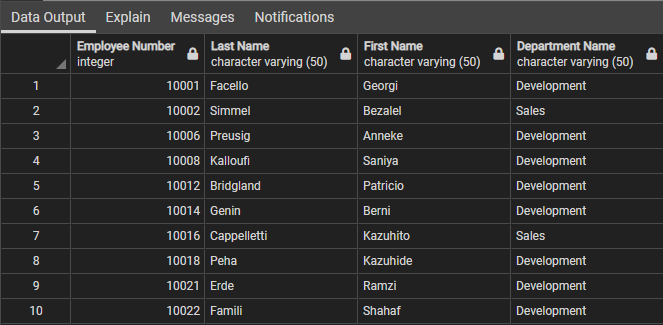 Data Output Explain Messages Notifications
Employee Number Last Name First Name Department Name
integer character varying (50) character varying (50) character varying (50)
1 10001 Facello Georgi Development
2 10002 Simmel Bezalel Sales
3 10006 Preusig Anneke Development
4 10008 Kalloufi Saniya Development
5 10012 Bridgland Patricio Development
6 10014 Genin Berni Development
7 10016 Cappelletti Kazuhito Sales
8 10018 Peha Kazuhide Development
9 10021 Erde Ramzi Development
10 10022 Famili Shahaf Development